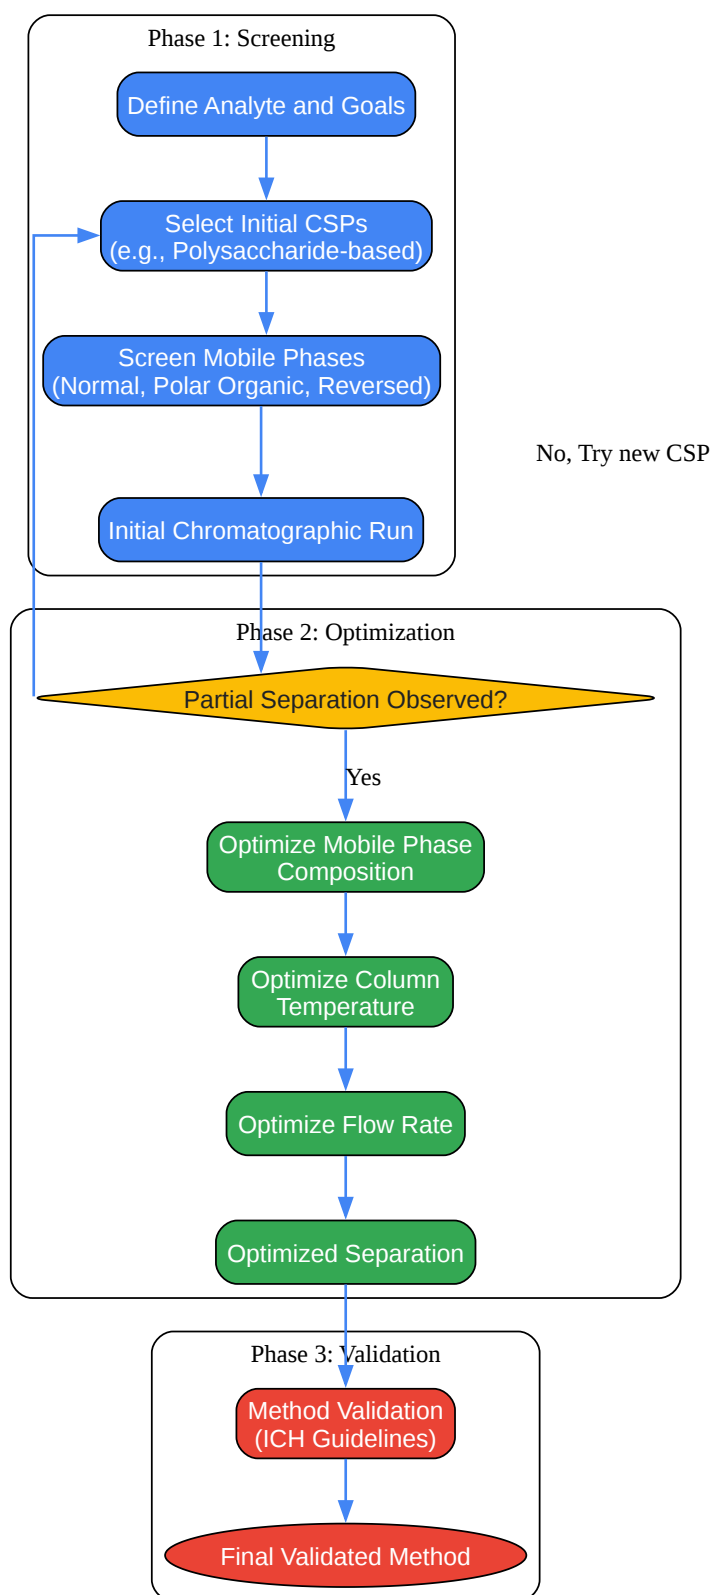 Phase 1: Screening
Define Analyte and Goals
Select Initial CSPs
(e.g., Polysaccharide-based)
Screen Mobile Phases
(Normal, Polar Organic, Reversed)
No, Try new CSP
Initial Chromatographic Run
Phase 2: Optimization
Partial Separation Observed?
Yes
Optimize Mobile Phase
Composition
Optimize Column
Temperature
Optimize Flow Rate
Optimized Separation
Phase 3: Validation
Method Validation
(ICH Guidelines)
Final Validated Method